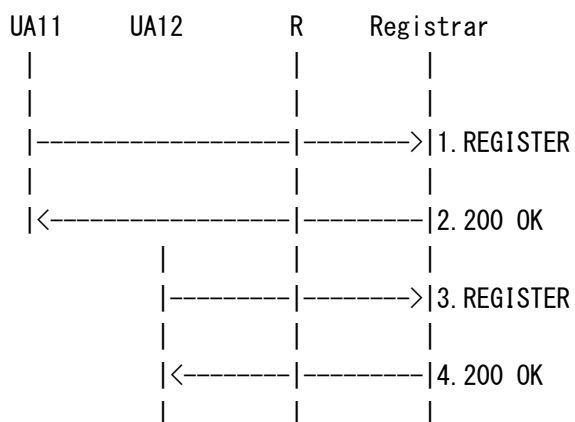 UA11 UA12 R Registrar
1.REGISTER
2.200 OK
3.REGISTER
4.200 OK